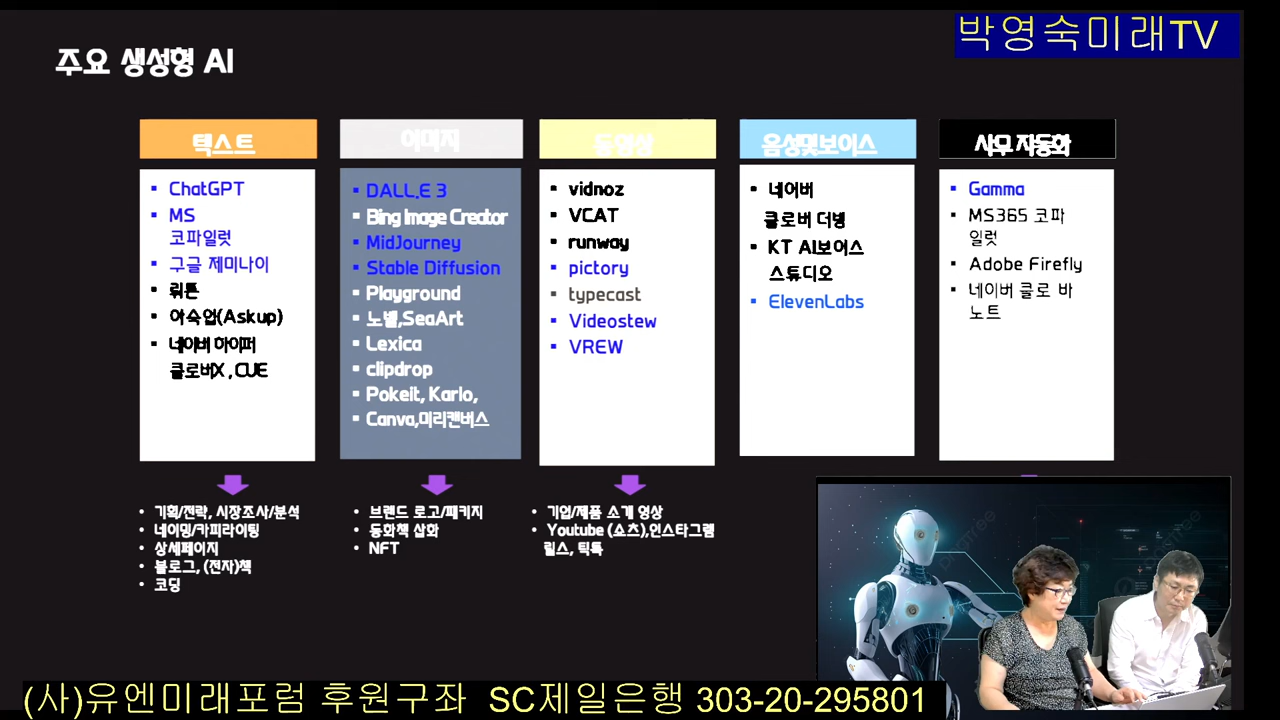 박영숙미래TV
주요 생성형 AI
텍스트
ChatGPT
MS
코파일럿
구글 제미나이
뤼튼
아숙업(Askup)
네이버 하이퍼
클로버X , CUE
기획/전략, 시장조사/분석
네이밍/카피라이팅
상세페이지
블로그, (전자)책
코딩
이미지
DALL.E 3
Bing Image Creator
MidJourney
Stable Diffusion
Playground
노벨,SeaArt
Lexica
clipdrop
Pokeit, Karlo,
Canva,미리캔버스
브랜드 로고/패키지
동화책 삽화
NFT
동영상
vidnoz
VCAT
runway
pictory
typecast
Videostew
VREW
기업/제품 소개 영상
Youtube (쇼츠),인스타그램
릴스, 틱톡
음성및보이스
네이버
클로버 더빙
KT AI보이스
스튜디오
ElevenLabs
사무 자동화
Gamma
MS365 코파
일럿
Adobe Firefly
네이버 클로 바
노트
(사)유엔미래포럼 후원구좌 SC제일은행 303-20-295801